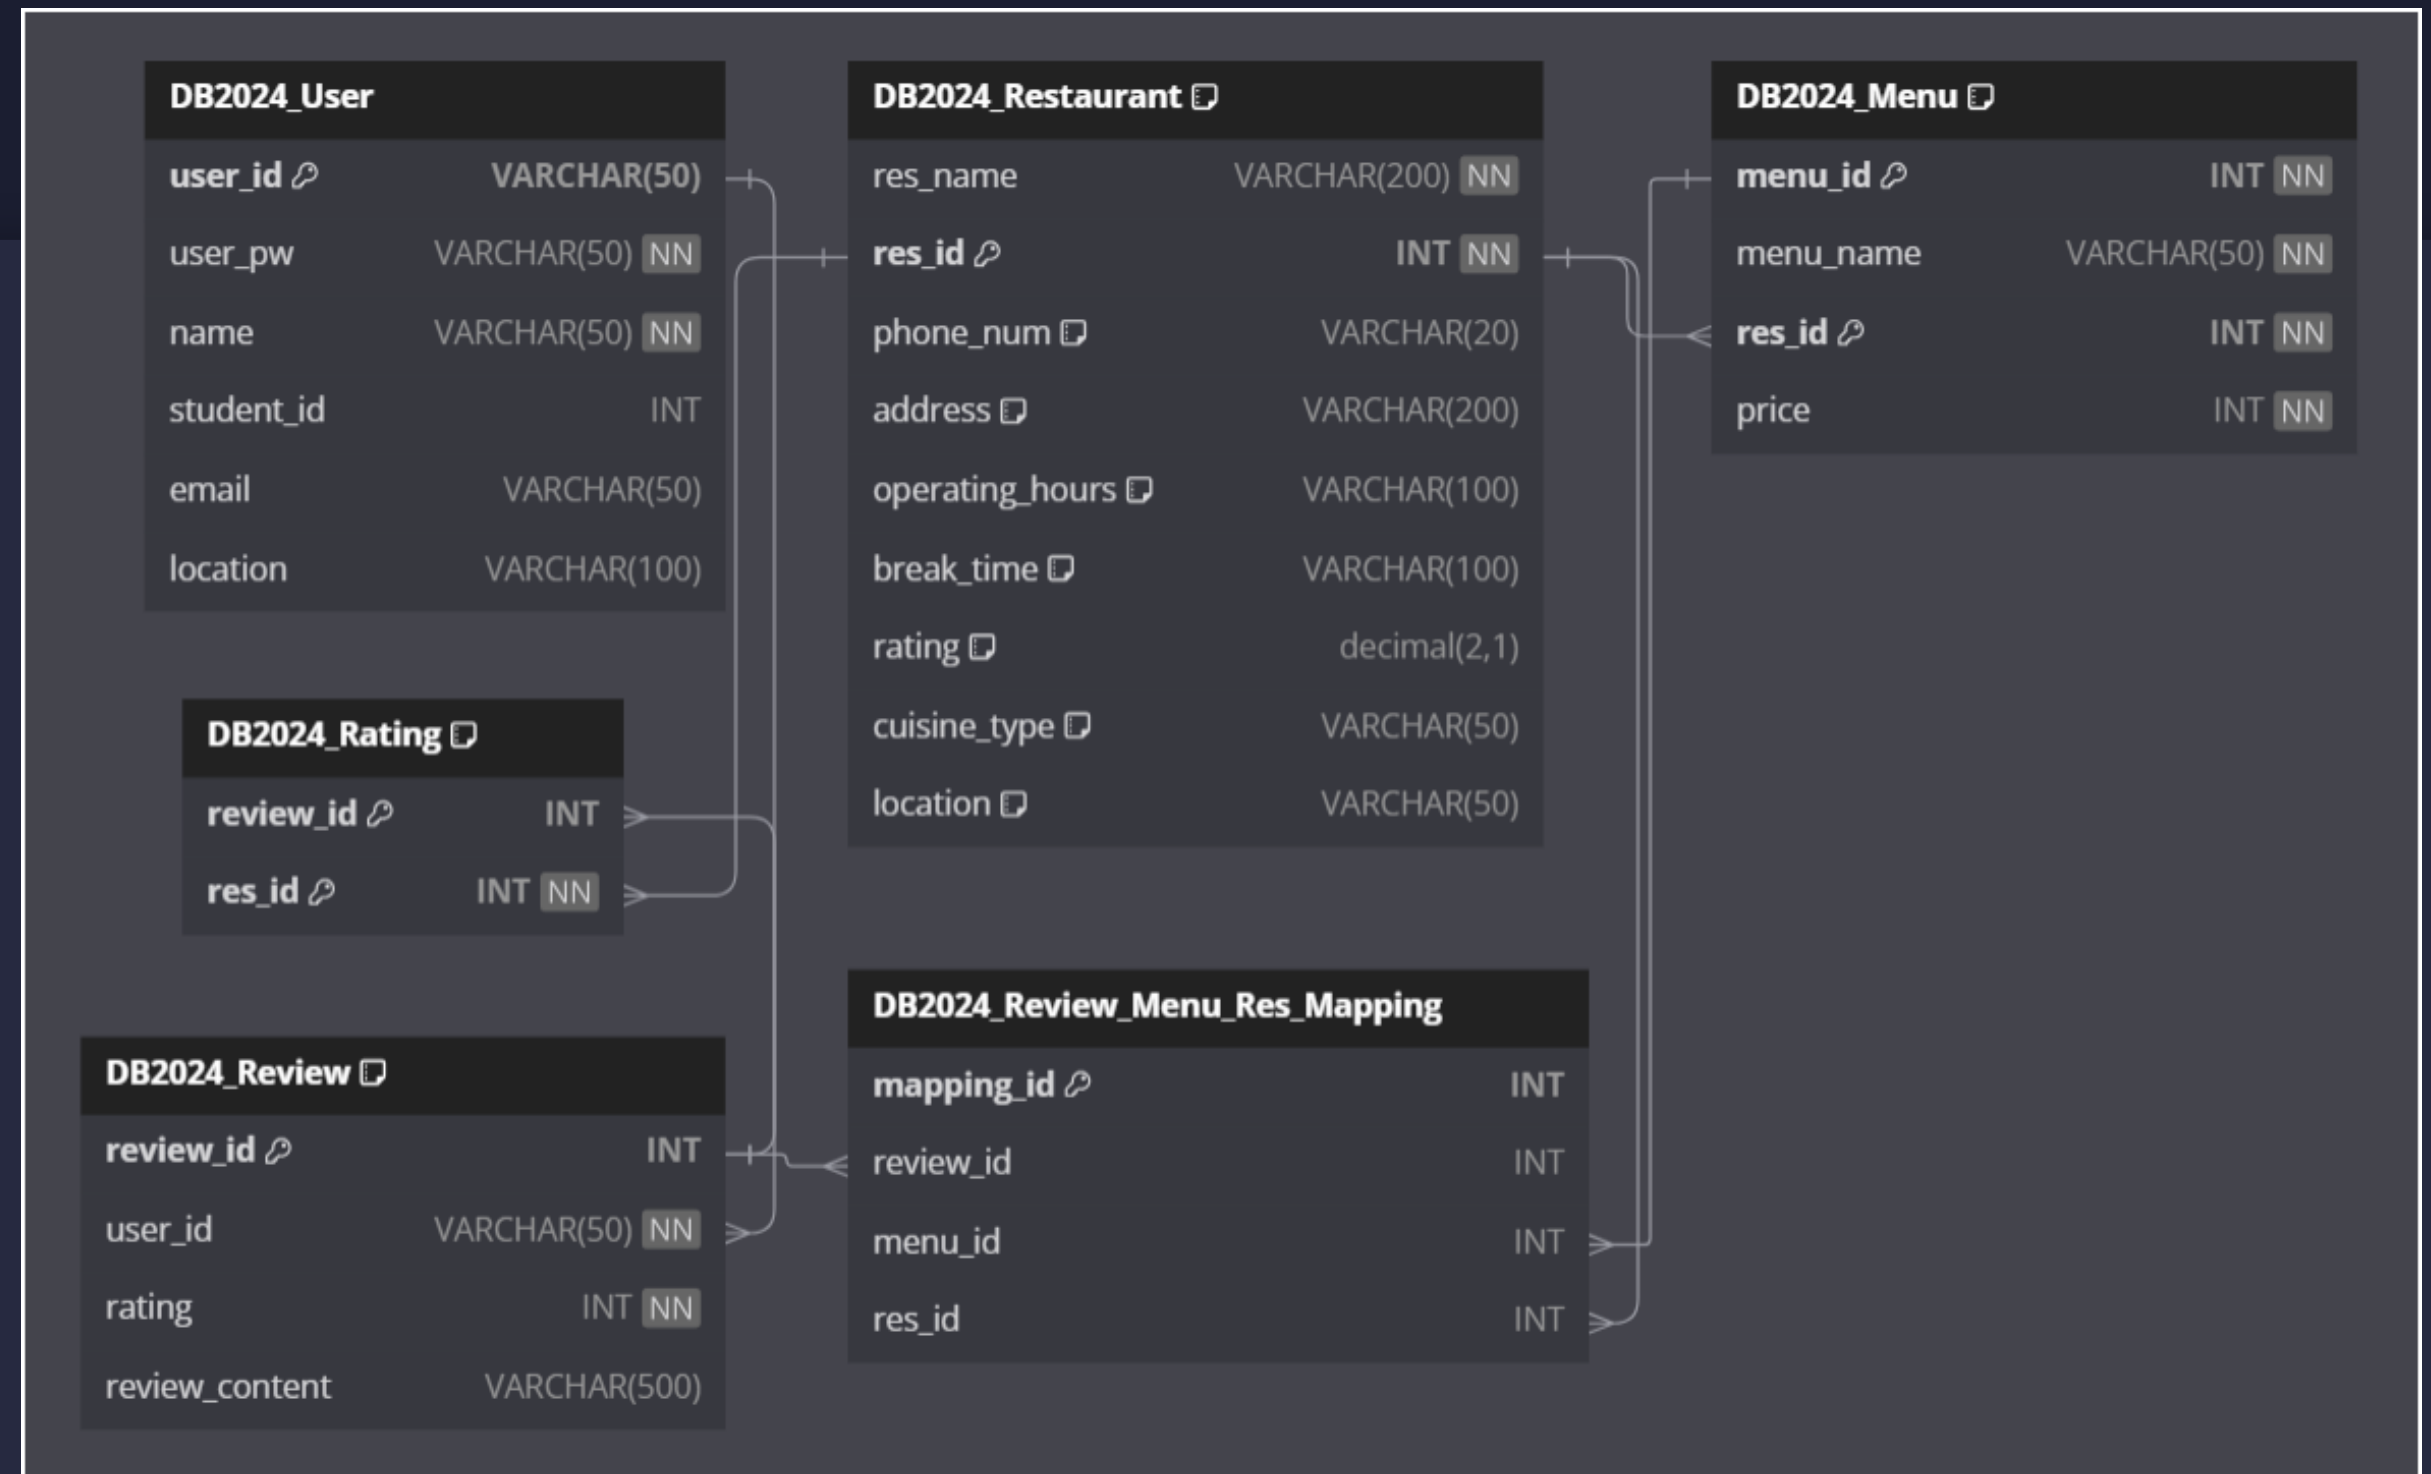 DB2024_User
user_id VARCHAR(50)
user_pw VARCHAR(50) NN
name VARCHAR(50) NN
student_id INT
email VARCHAR(50)
location VARCHAR(100)
DB2024_Restaurant
res_name VARCHAR(200) NN
res_id INT NN
phone_num VARCHAR(20)
address VARCHAR(200)
operating_hours VARCHAR(100)
break_time VARCHAR(100)
rating decimal(2,1)
cuisine_type VARCHAR(50)
location VARCHAR(50)
DB2024_Menu
menu_id INT NN
menu_name VARCHAR(50) NN
res_id INT NN
price INT NN
DB2024_Rating
review_id INT
res_id INT NN
DB2024_Review
review_id INT
user_id VARCHAR(50) NN
rating INT NN
review_content VARCHAR(500)
DB2024_Review_Menu_Res_Mapping
mapping_id INT
review_id INT
menu_id INT
res_id INT